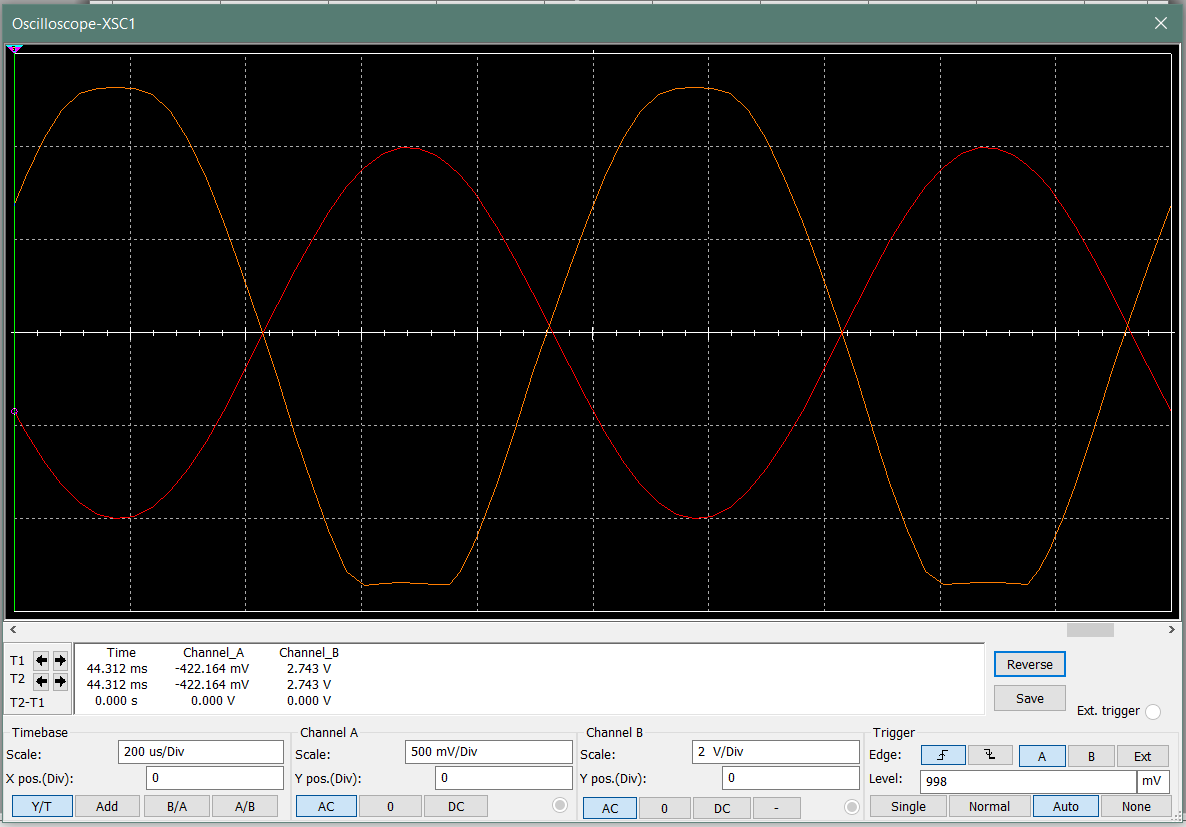 Oscilloscope-XSC1
Time Channel_A Channel_B
T1 44.312 ms -422.164 mV 2.743 V
T2 44.312 ms -422.164 mV 2.743 V
T2-T1 0.000 s 0.000 V 0.000 V
Reverse
Save
Ext. trigger
Timebase
Scale: 200 us/Div
X pos.(Div): 0
Y/T Add B/A A/B
Channel A
Scale: 500 mV/Div
Y pos.(Div): 0
AC 0 DC
Channel B
Scale: 2 V/Div
Y pos.(Div): 0
AC 0 DC -
Trigger
Edge: A B Ext
Level: 998 mV
Single Normal Auto None